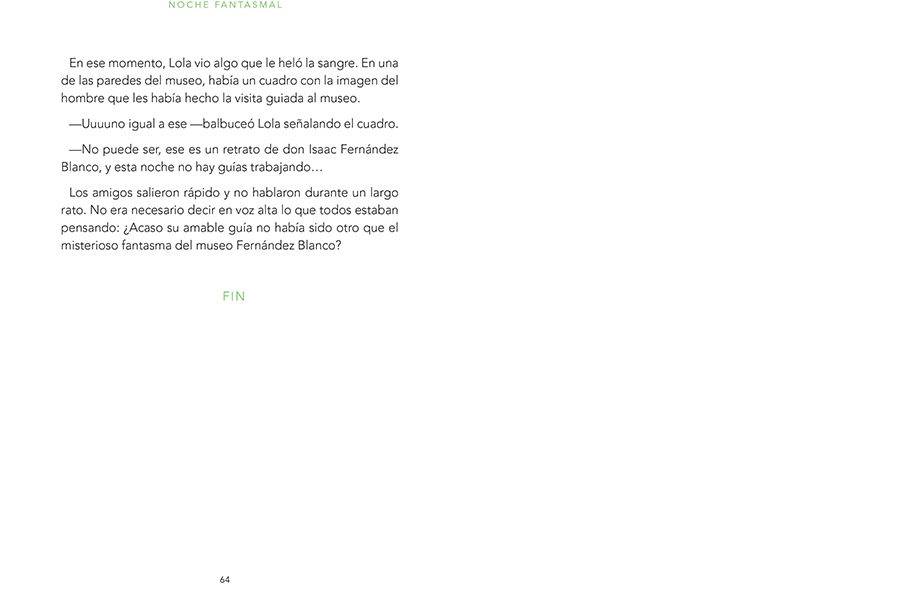 NOCHE FANTASMAL
En ese momento, Lola vio algo que le heló la sangre. En una
de las paredes del museo, había un cuadro con la imagen del
hombre que les había hecho la visita guiada al museo.
—Uuuuno igual a ese —balbuceó Lola señalando el cuadro.
—No puede ser, ese es un retrato de don Isaac Fernández
Blanco, y esta noche no hay guías trabajando…
Los amigos salieron rápido y no hablaron durante un largo
rato. No era necesario decir en voz alta lo que todos estaban
pensando: ¿Acaso su amable guía no había sido otro que el
misterioso fantasma del museo Fernández Blanco?
FIN
64